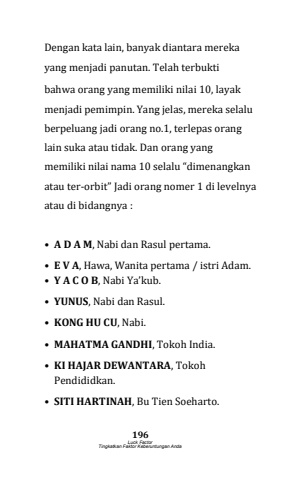 Dengan kata lain, banyak diantara mereka
yang menjadi panutan. Telah terbukti
bahwa orang yang memiliki nilai 10, layak
menjadi pemimpin. Yang jelas, mereka selalu
berpeluang jadi orang no.1, terlepas orang
lain suka atau tidak. Dan orang yang
memiliki nilai nama 10 selalu “dimenangkan
atau ter-orbit” Jadi orang nomer 1 di levelnya
atau di bidangnya :
• A D A M, Nabi dan Rasul pertama.
• E V A, Hawa, Wanita pertama / istri Adam.
• Y A C O B, Nabi Ya’kub.
• YUNUS, Nabi dan Rasul.
• KONG HU CU, Nabi.
• MAHATMA GANDHI, Tokoh India.
• KI HAJAR DEWANTARA, Tokoh
Pendididkan.
• SITI HARTINAH, Bu Tien Soeharto.
196
Luck Factor
Tingkatkan Faktor Keberuntungan Anda